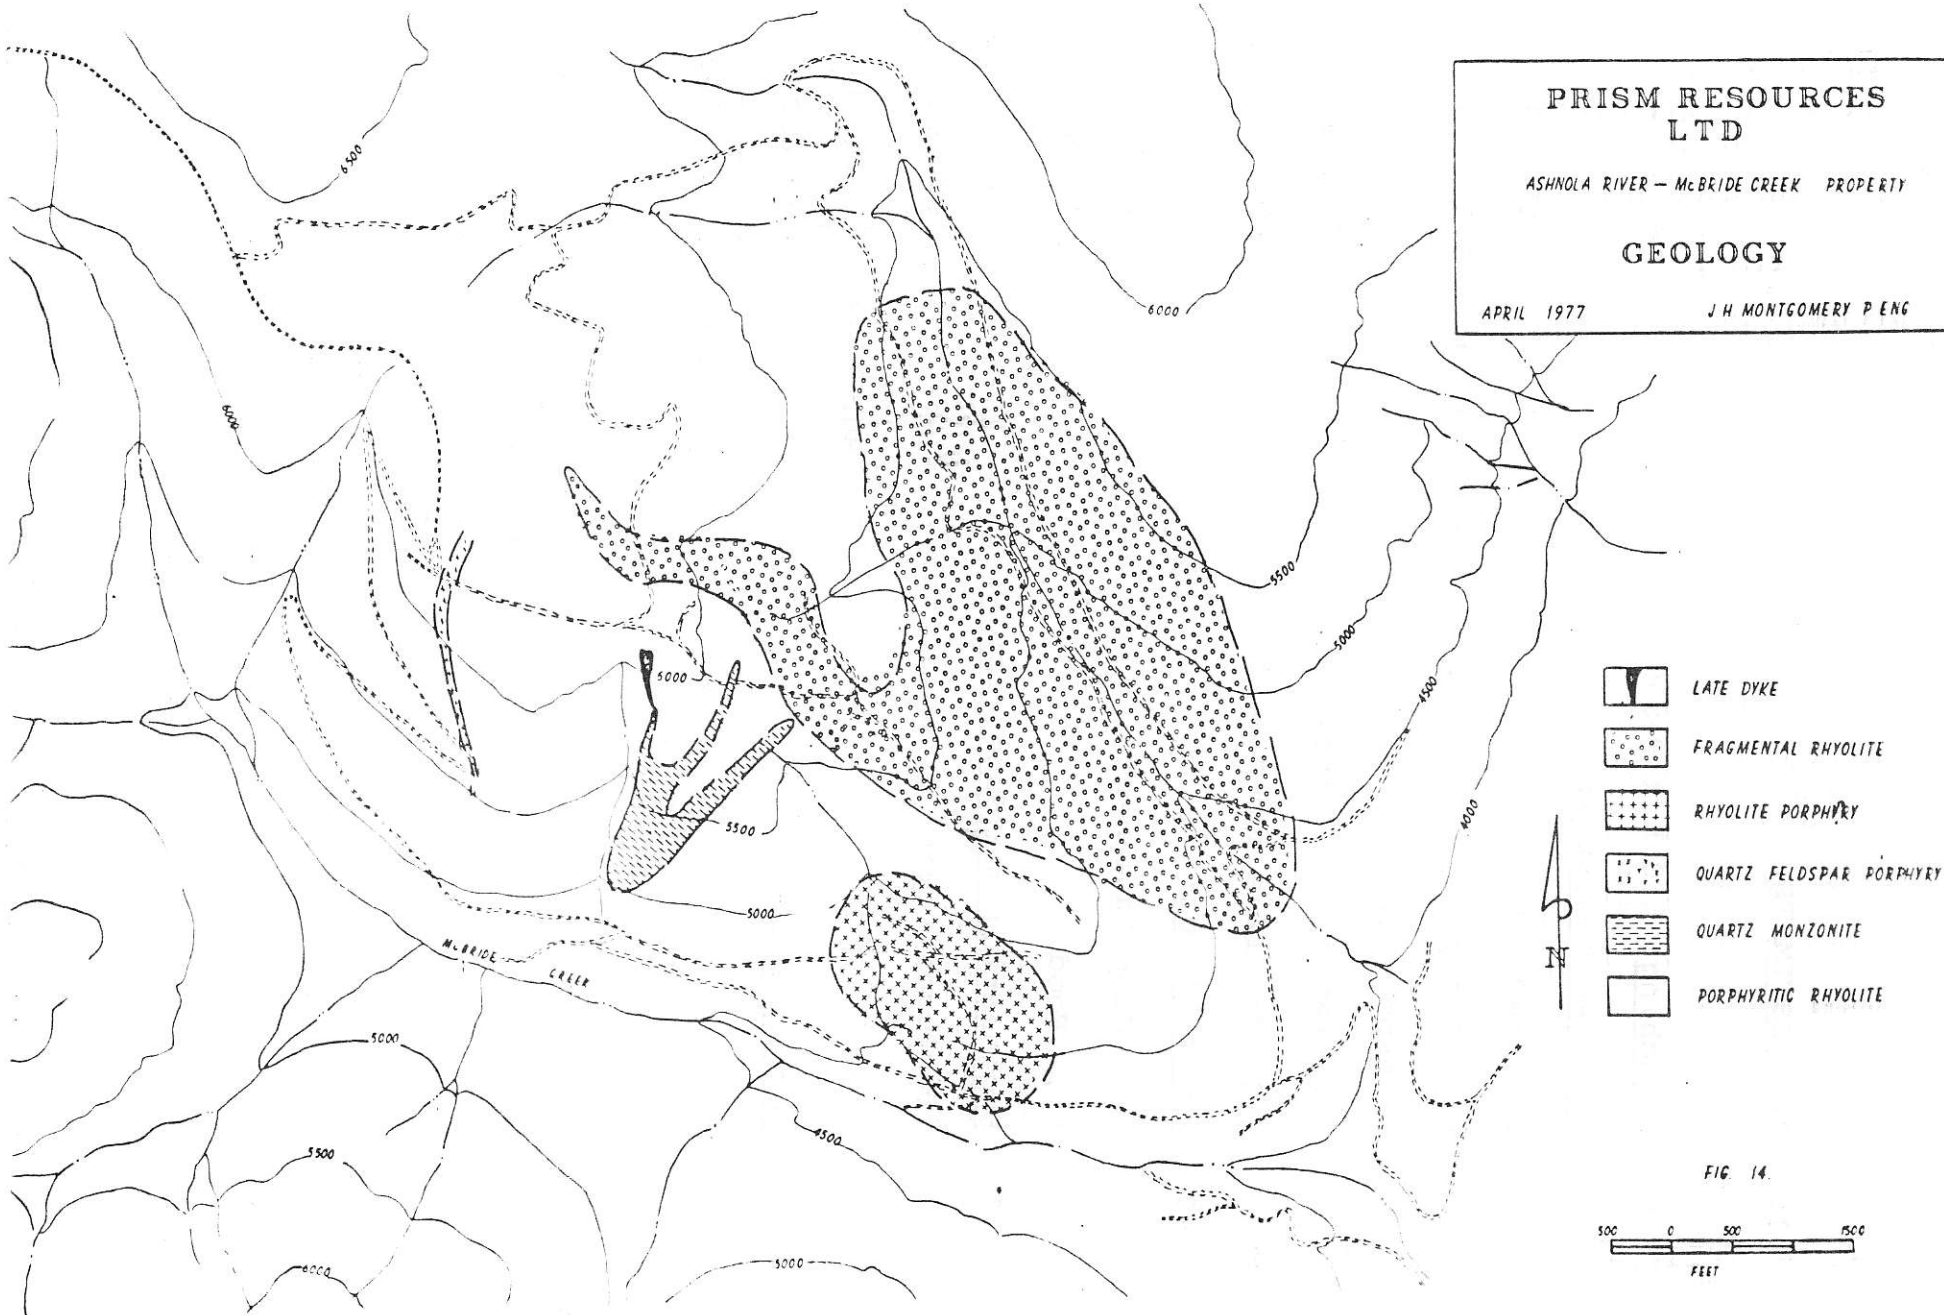 PRISM RESOURCES
LTD
ASHNOLA RIVER — McBRIDE CREEK PROPERTY
GEOLOGY
APRIL 1977 J H MONTGOMERY P ENG
6500
6000
6000
5500
5000
4500
4000
6000
5500
5000
McBRIDE CREEK
5000
4500
5500
6000
5000
LATE DYKE
FRAGMENTAL RHYOLITE
RHYOLITE PORPHYRY
QUARTZ FELDSPAR PORPHYRY
QUARTZ MONZONITE
PORPHYRITIC RHYOLITE
N
FIG. 14.
500 0 500 1500
FEET